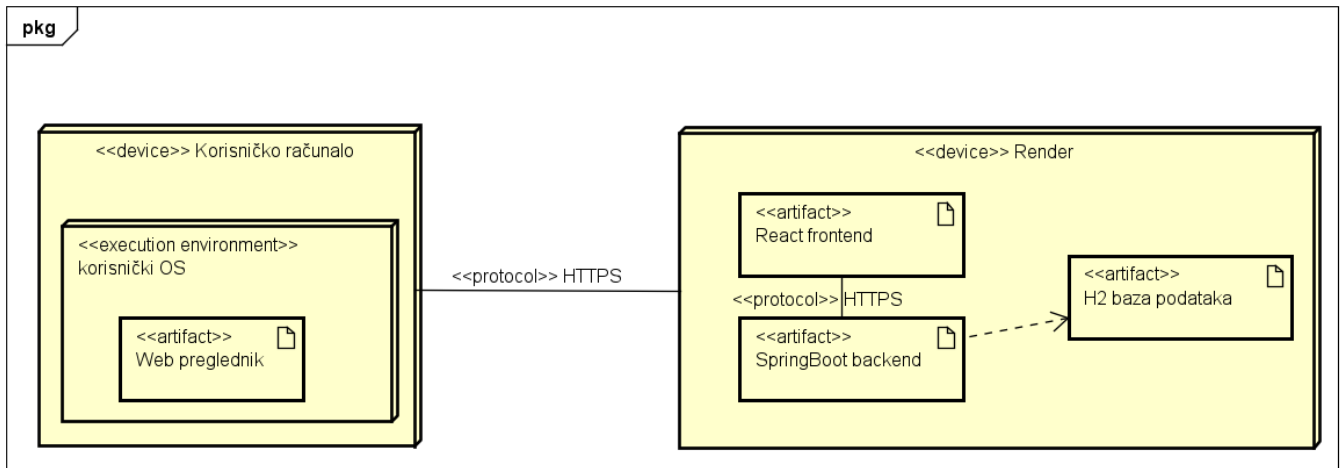 pkg
<<device>> Korisničko računalo
<<execution environment>>
korisnički OS
<<artifact>>
Web preglednik
<<protocol>> HTTPS
<<device>> Render
<<artifact>>
React frontend
<<protocol>> HTTPS
<<artifact>>
SpringBoot backend
<<artifact>>
H2 baza podataka